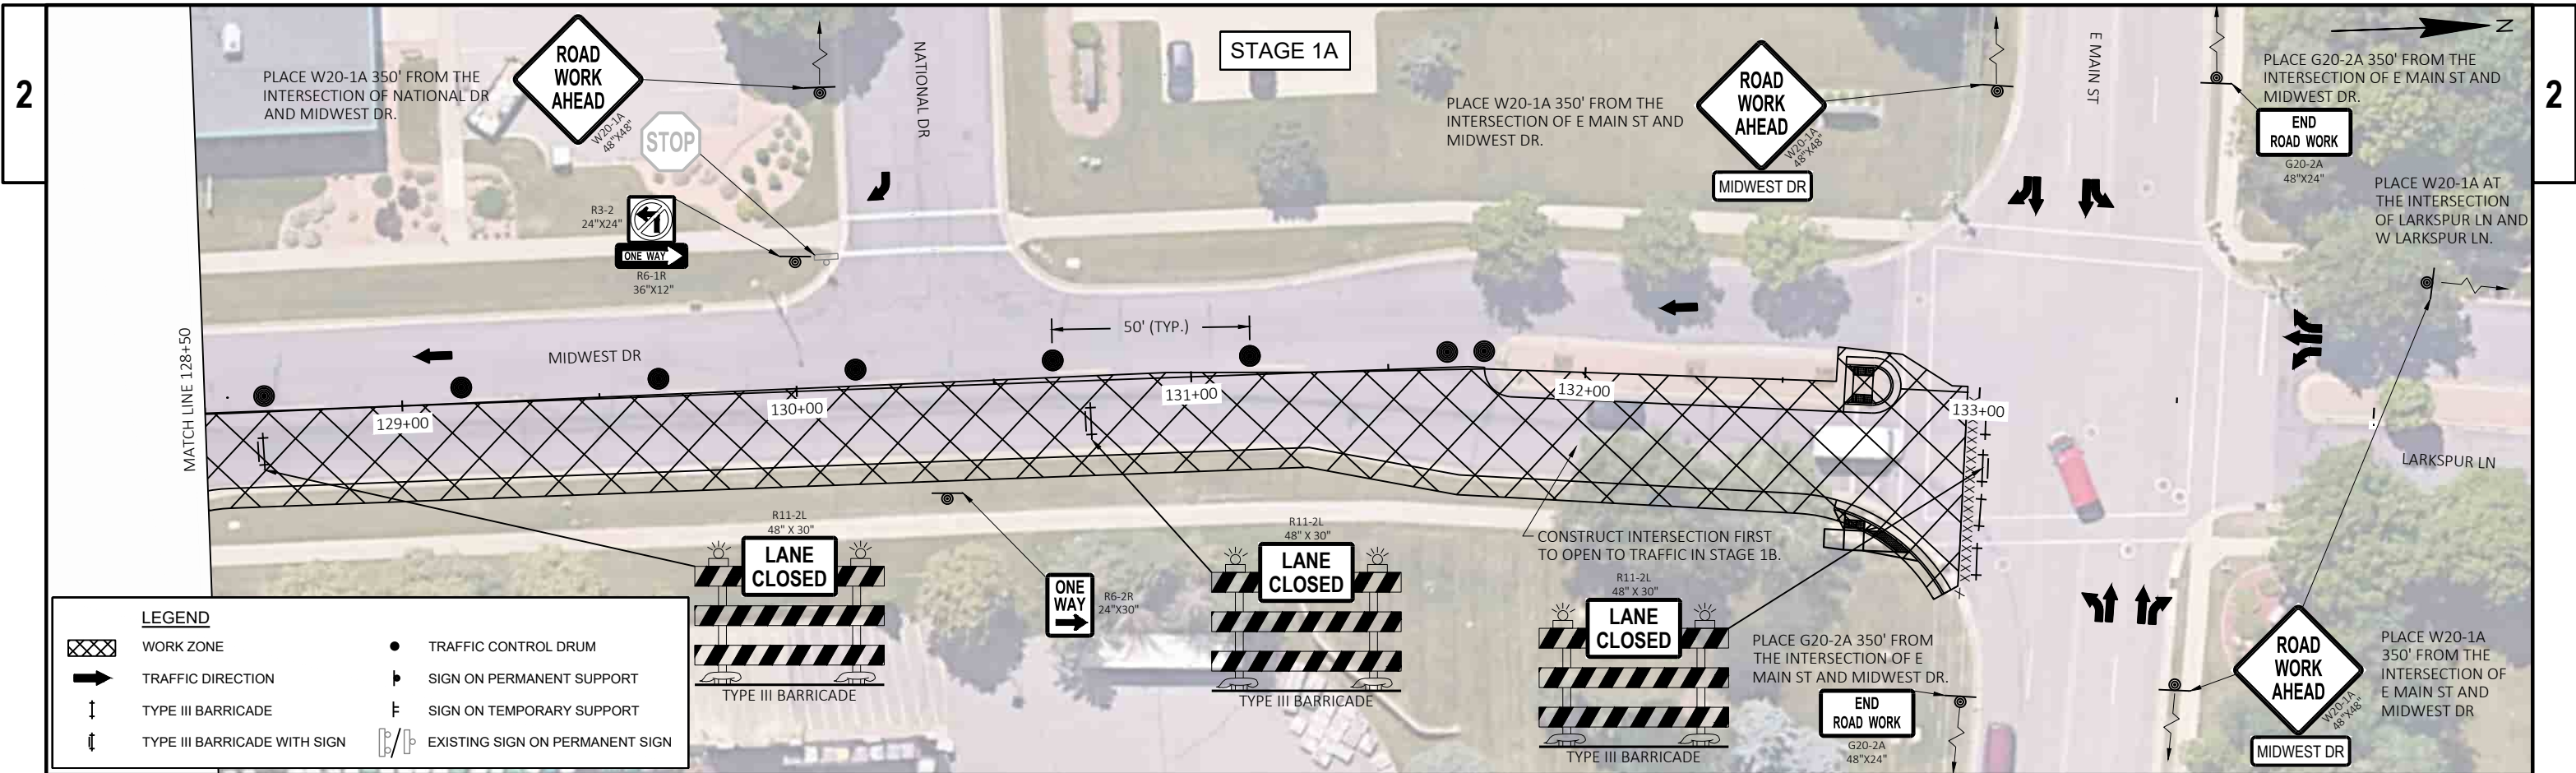 2
PLACE W20-1A 350' FROM THE
INTERSECTION OF NATIONAL DR
AND MIDWEST DR.
ROAD
WORK
AHEAD
W20-1A
48"X48"
STOP
R3-2
24"X24"
ONE WAY
R6-1R
36"X12"
NATIONAL DR
STAGE 1A
PLACE W20-1A 350' FROM THE
INTERSECTION OF E MAIN ST AND
MIDWEST DR.
ROAD
WORK
AHEAD
W20-1A
48"X48"
MIDWEST DR
E MAIN ST
N
PLACE G20-2A 350' FROM THE
INTERSECTION OF E MAIN ST AND
MIDWEST DR.
END
ROAD WORK
G20-2A
48"X24"
PLACE W20-1A AT
THE INTERSECTION
OF LARKSPUR LN AND
W LARKSPUR LN.
2
MATCH LINE 128+50
MIDWEST DR
50' (TYP.)
129+00
130+00
131+00
132+00
133+00
LARKSPUR LN
CONSTRUCT INTERSECTION FIRST
TO OPEN TO TRAFFIC IN STAGE 1B.
R11-2L
48" X 30"
LANE
CLOSED
TYPE III BARRICADE
ONE
WAY
R6-2R
24"X30"
R11-2L
48" X 30"
LANE
CLOSED
TYPE III BARRICADE
R11-2L
48" X 30"
LANE
CLOSED
TYPE III BARRICADE
PLACE G20-2A 350' FROM
THE INTERSECTION OF E
MAIN ST AND MIDWEST DR.
END
ROAD WORK
G20-2A
48"X24"
ROAD
WORK
AHEAD
W20-1A
48"X48"
MIDWEST DR
PLACE W20-1A
350' FROM THE
INTERSECTION OF
E MAIN ST AND
MIDWEST DR
LEGEND
WORK ZONE
TRAFFIC DIRECTION
TYPE III BARRICADE
TYPE III BARRICADE WITH SIGN
TRAFFIC CONTROL DRUM
SIGN ON PERMANENT SUPPORT
SIGN ON TEMPORARY SUPPORT
EXISTING SIGN ON PERMANENT SIGN